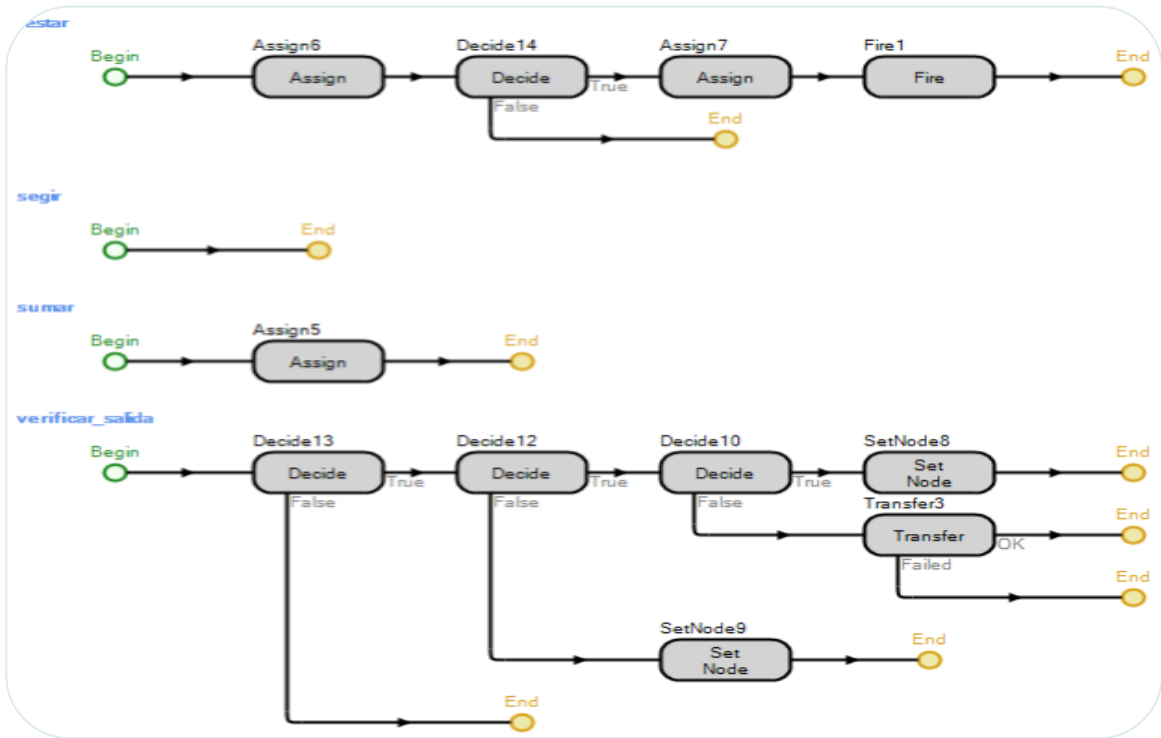 estar
Assign6 Decide14 Assign7 Fire1
Begin End
Assign Decide Assign Fire
True
False
End
segir
Begin End
sumar
Assign5
Begin End
Assign
verificar_salida
Decide13 Decide12 Decide10 SetNode8
Begin End
Decide Decide Decide Set
Node
True True True
False False False
Transfer3
End
Transfer
OK
Failed
End
SetNode9
End
Set
Node
End